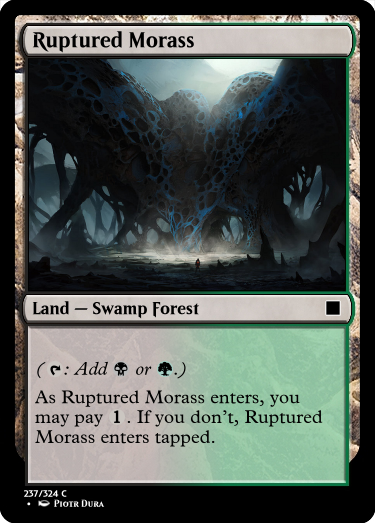 Ruptured Morass
Land — Swamp Forest
( : Add or .)
As Ruptured Morass enters, you
may pay 1 . If you don't, Ruptured
Morass enters tapped.
237/324 C
• Piotr Dura